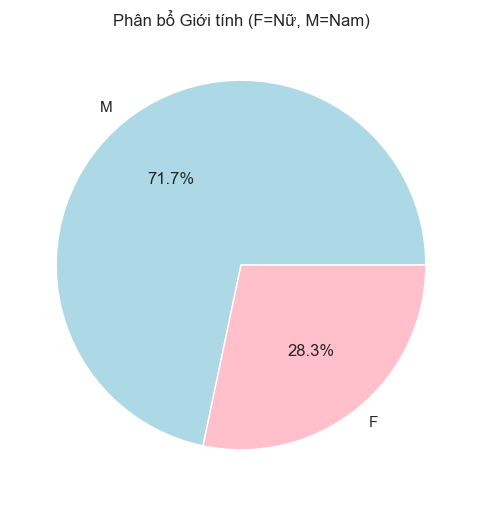 Phân bổ Giới tính (F=Nữ, M=Nam)
M
71.7%
28.3%
F